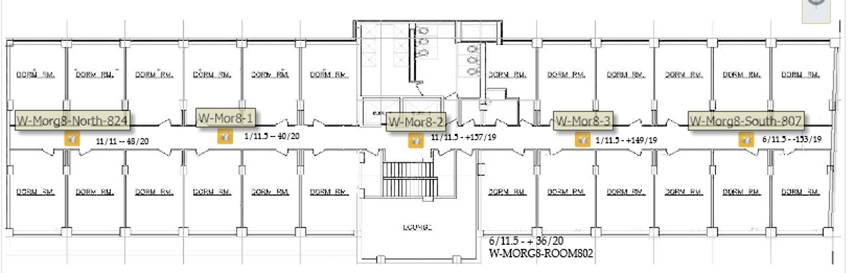 DORM RM. DORM RM. DORM RM. DORM RM. DORM RM. DORM RM. DORM RM. DORM RM. DORM RM. DORM RM. DORM RM.
W-Morg8-North-824 W-Mor8-1 W-Mor8-2 W-Mor8-3 W-Morg8-South-807
11/11 -- 48/20 1/11.5 -- 40/20 11/11.5 - +157/19 1/11.5 - +149/19 6/11.5 - -153/19
DORM RM. DORM RM. DORM RM. DORM RM. DORM RM. DORM RM. DORM RM. DORM RM. DORM RM. DORM RM. DORM RM. DORM RM.
LOUNGE
6/11.5 - + 36/20
W-MORG8-ROOM802